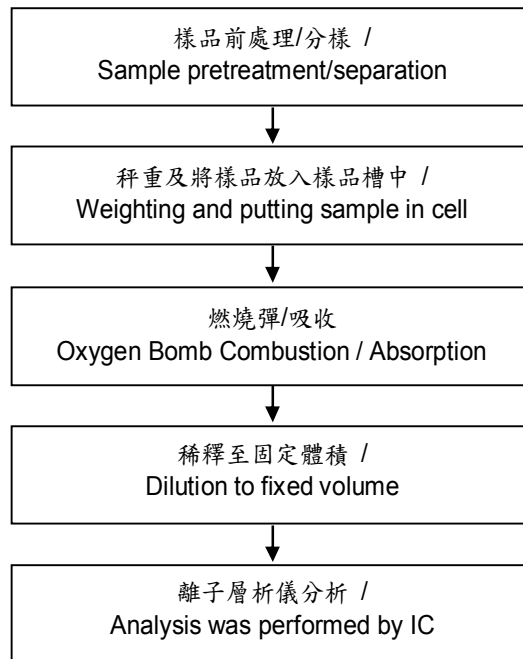 樣品前處理/分樣 /
Sample pretreatment/separation
秤重及將樣品放入樣品槽中 /
Weighting and putting sample in cell
燃燒彈/吸收
Oxygen Bomb Combustion / Absorption
稀釋至固定體積 /
Dilution to fixed volume
離子層析儀分析 /
Analysis was performed by IC